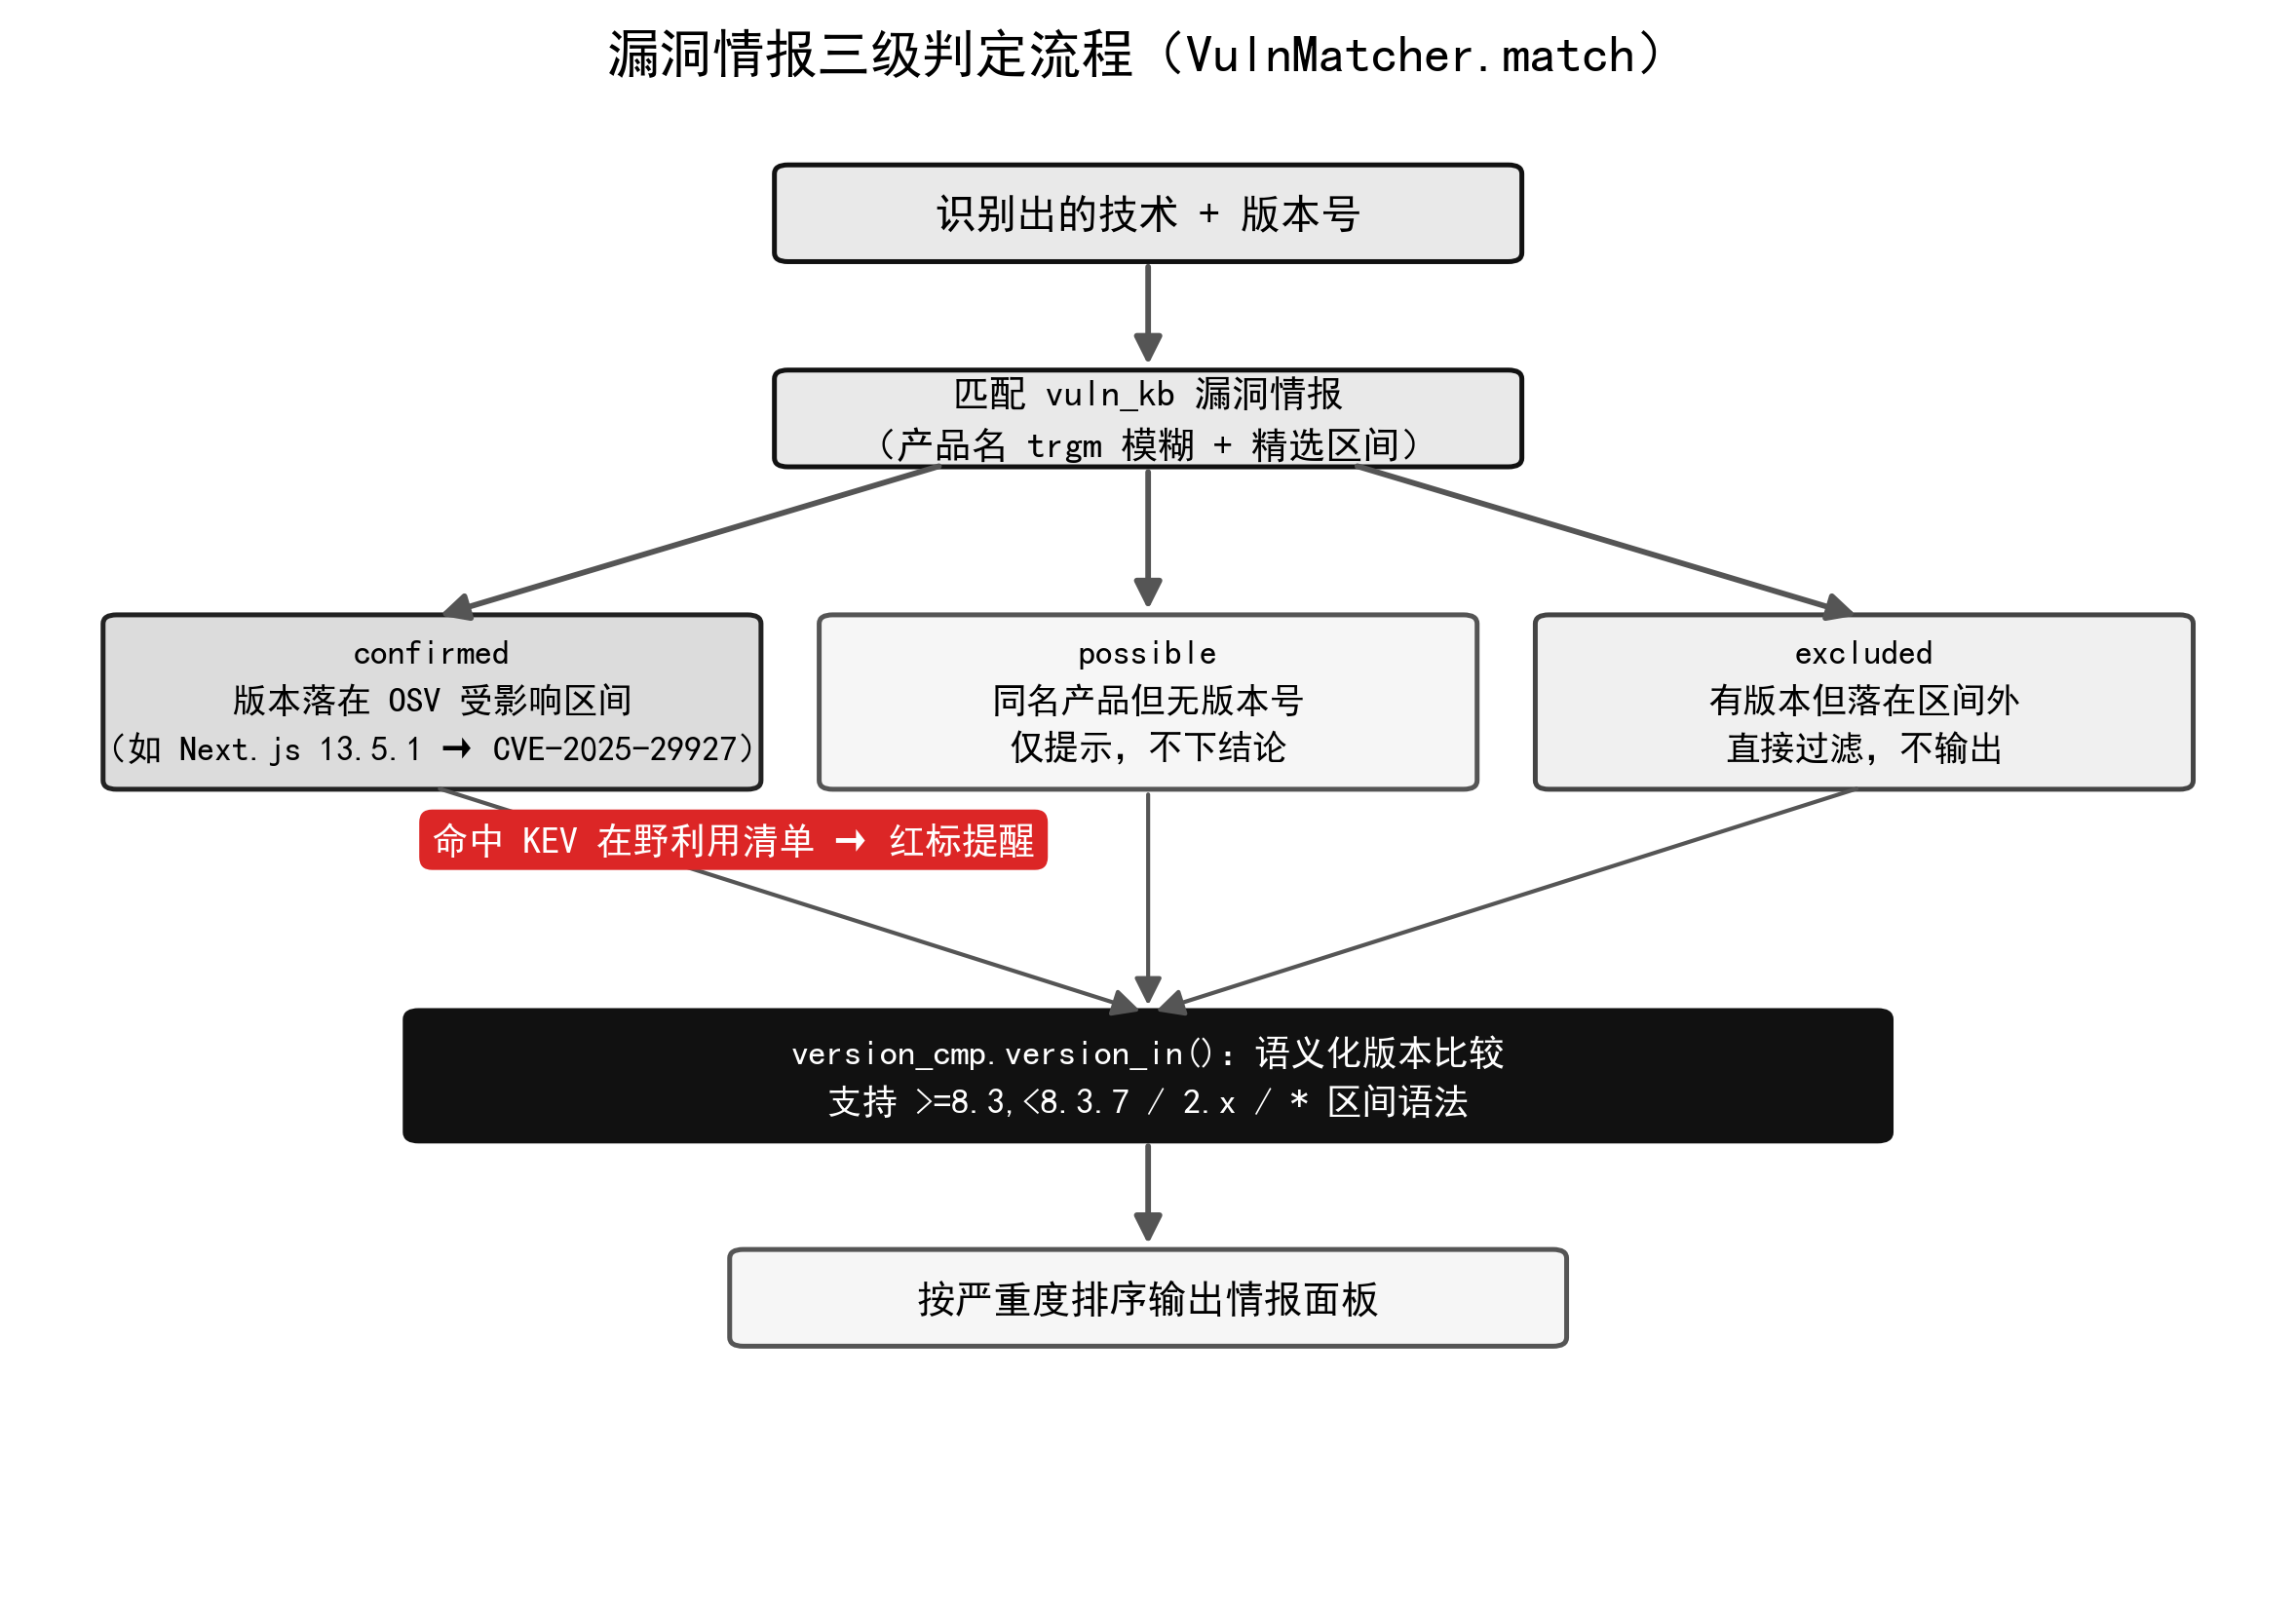 漏洞情报三级判定流程（VulnMatcher.match）
识别出的技术 + 版本号
匹配 vuln_kb 漏洞情报
（产品名 trgm 模糊 + 精选区间）
confirmed
版本落在 OSV 受影响区间
（如 Next.js 13.5.1 → CVE-2025-29927）
possible
同名产品但无版本号
仅提示，不下结论
excluded
有版本但落在区间外
直接过滤，不输出
命中 KEV 在野利用清单 → 红标提醒
version_cmp.version_in()：语义化版本比较
支持 >=8.3,<8.3.7 / 2.x / * 区间语法
按严重度排序输出情报面板